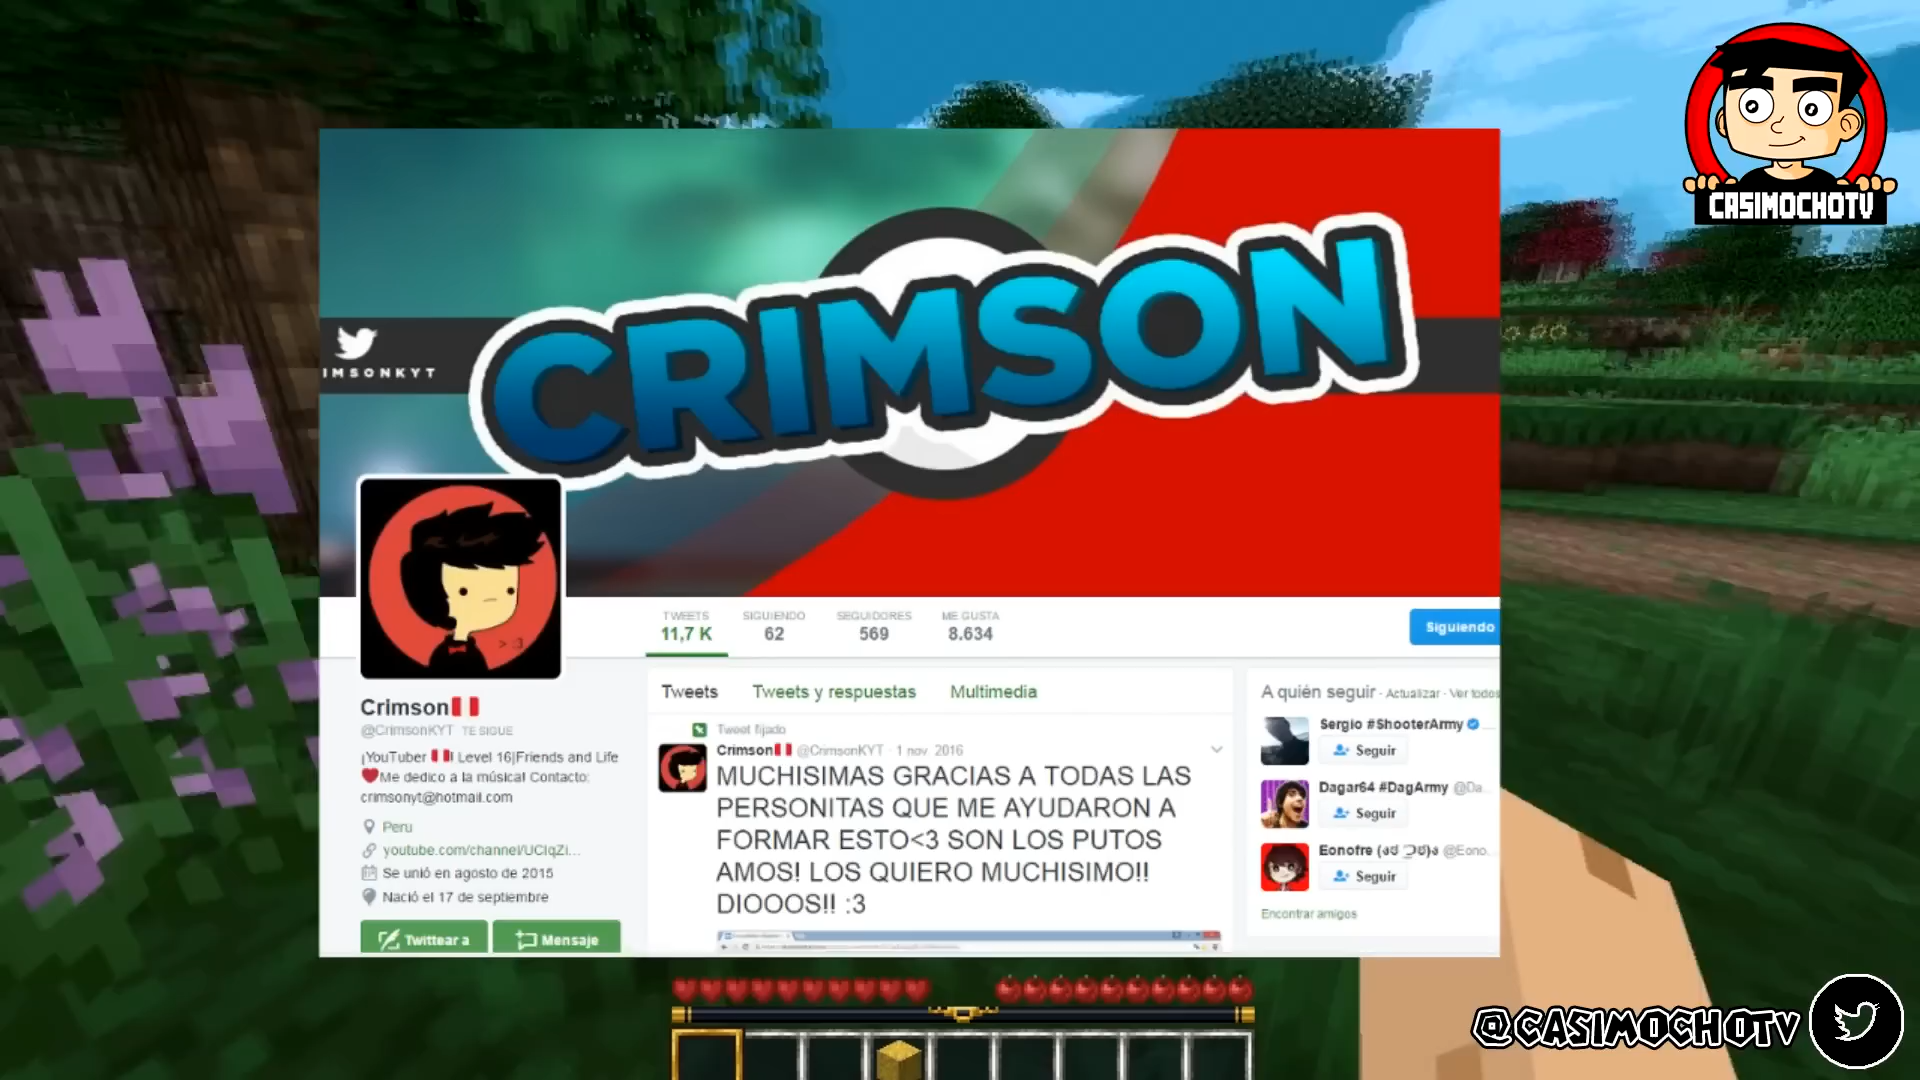 CASIMOCHOTV
CRIMSON
IMSONKYT
TWEETS SIGUIENDO SEGUIDORES ME GUSTA
11,7 K 62 569 8.634
Siguiendo
Crimson
@CrimsonKYT TE SIGUE
¡YouTuber ! Level 16|Friends and Life
Me dedico a la música! Contacto:
crimsonyt@hotmail.com
Peru
youtube.com/channel/UCIqZi...
Se unió en agosto de 2015
Nació el 17 de septiembre
Twittear a Mensaje
Tweets Tweets y respuestas Multimedia
Tweet fijado
Crimson @CrimsonKYT · 1 nov. 2016
MUCHISIMAS GRACIAS A TODAS LAS
PERSONITAS QUE ME AYUDARON A
FORMAR ESTO<3 SON LOS PUTOS
AMOS! LOS QUIERO MUCHISIMO!!
DIOOOS!! :3
A quién seguir · Actualizar · Ver todos
Sergio #ShooterArmy
Seguir
Dagar64 #DagArmy @Da...
Seguir
Eonofre @Eono...
Seguir
Encontrar amigos
@CASIMOCHOTV